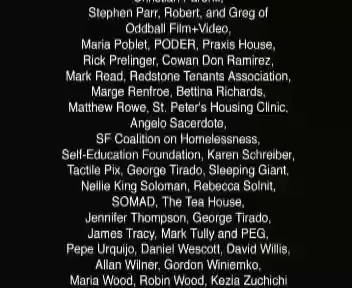 Stephen Parr, Robert, and Greg of
Oddball Film+Video,
Maria Poblet, PODER, Praxis House,
Rick Prelinger, Cowan Don Ramirez,
Mark Read, Redstone Tenants Association,
Marge Renfroe, Bettina Richards,
Matthew Rowe, St. Peter's Housing Clinic,
Angelo Sacerdote,
SF Coalition on Homelessness,
Self-Education Foundation, Karen Schreiber,
Tactile Pix, George Tirado, Sleeping Giant,
Nellie King Soloman, Rebecca Solnit,
SOMAD, The Tea House,
Jennifer Thompson, George Tirado,
James Tracy, Mark Tully and PEG,
Pepe Urquijo, Daniel Wescott, David Willis,
Allan Wilner, Gordon Winiemko,
Maria Wood, Robin Wood, Kezia Zuchichi